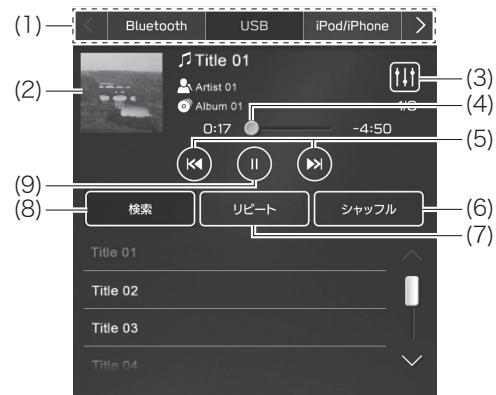 (1)
Bluetooth USB iPod/iPhone
(2)
Title 01
(3)
Artist 01
Album 01
(4)
0:17 -4:50
(5)
(9)
(8)
検索 リピート シャッフル
(6)
(7)
Title 01
Title 02
Title 03
Title 04